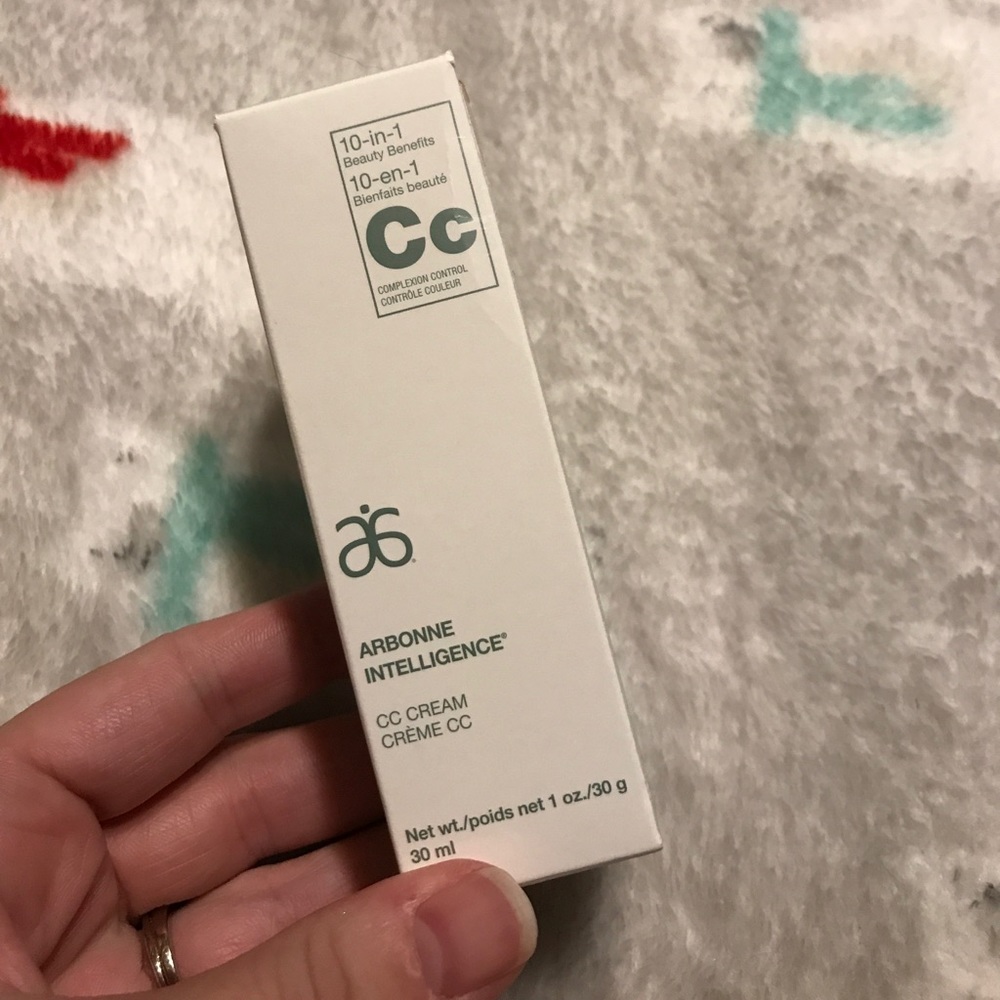 10-in-1
Beauty Benefits
10-en-1
Bienfaits beauté
Cc
COMPLEXION CONTROL
CONTRÔLE COULEUR
ARBONNE
INTELLIGENCE®
CC CREAM
CRÈME CC
Net wt./poids net 1 oz./30 g
30 ml